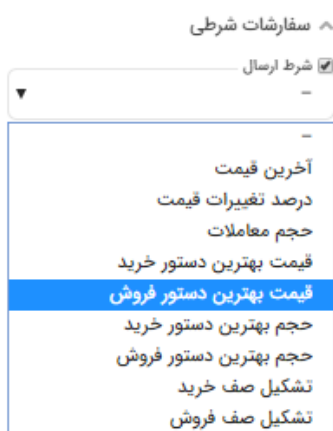 سفارشات شرطی
شرط ارسال
–
–
آخرین قیمت
درصد تغییرات قیمت
حجم معاملات
قیمت بهترین دستور خرید
قیمت بهترین دستور فروش
حجم بهترین دستور خرید
حجم بهترین دستور فروش
تشکیل صف خرید
تشکیل صف فروش